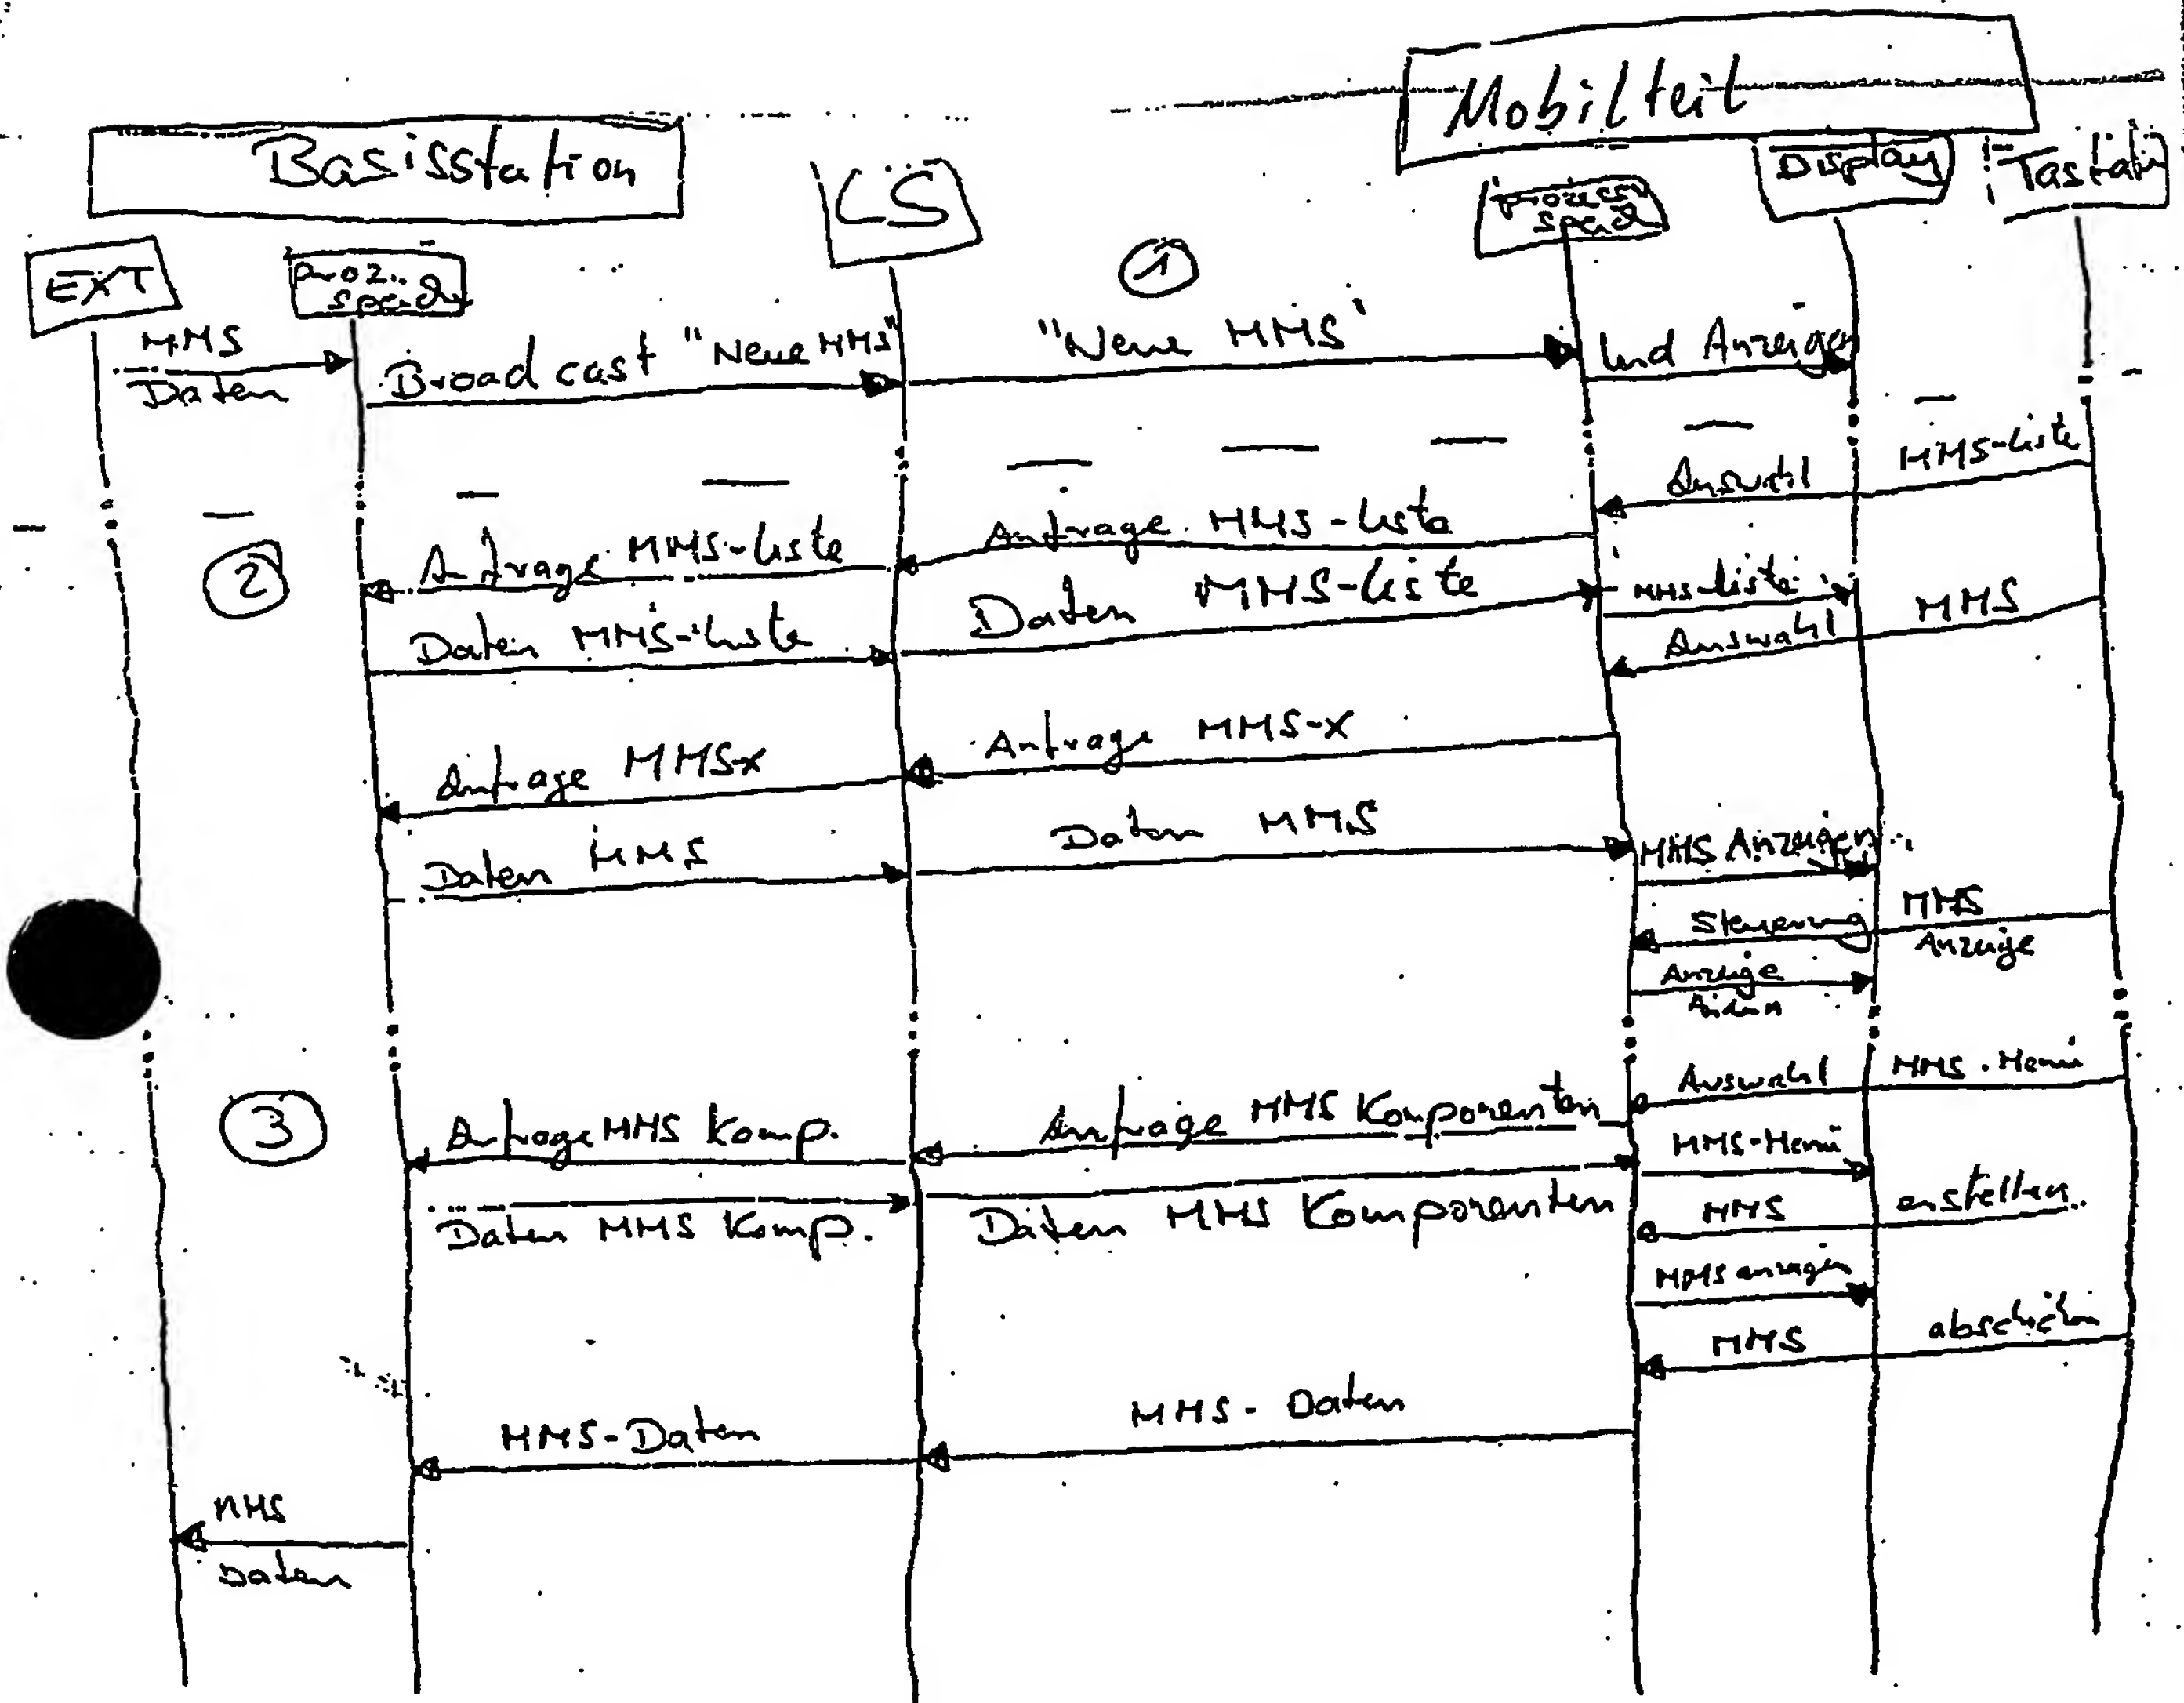 Mobilteil
Basisstation
Display
Tastatur
LS
EXT
Proz.
speich
prozess
speich
1
MMS
Daten
Broadcast "Neue MMS"
"Neue MMS"
Ind Anzeigen
MMS-Liste
Auswahl
2
Anfrage MMS-Liste
Anfrage MMS-Liste
Daten MMS-Liste
Daten MMS-Liste
MMS-Liste
MMS
Auswahl
Anfrage MMS-x
Anfrage MMS-x
Daten MMS
Daten MMS
MMS Anzeigen
Steuerung
MMS
Anzeige
Anzeige
Auswahl
MMS-Menü
3
Anfrage MMS Komp.
Anfrage MMS Komponenten
MMS-Menü
Daten MMS Komp.
Daten MMS Komponenten
MMS
erstellen
MMS anzeigen
MMS
abschicken
MMS-Daten
MMS-Daten
MMS
Daten